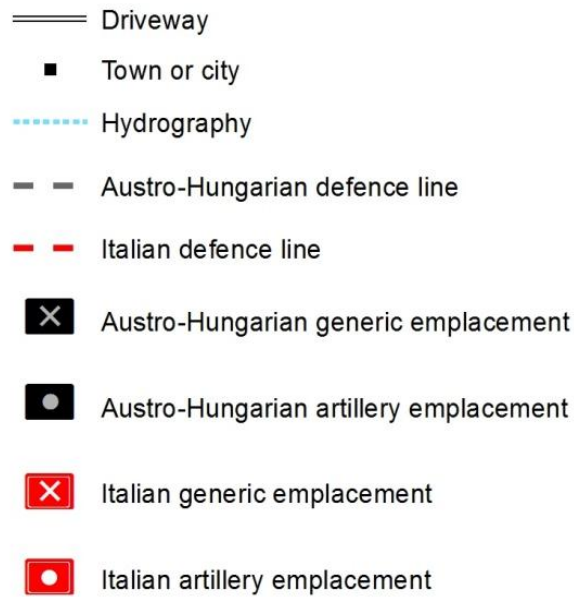 Driveway
Town or city
Hydrography
Austro-Hungarian defence line
Italian defence line
Austro-Hungarian generic emplacement
Austro-Hungarian artillery emplacement
Italian generic emplacement
Italian artillery emplacement